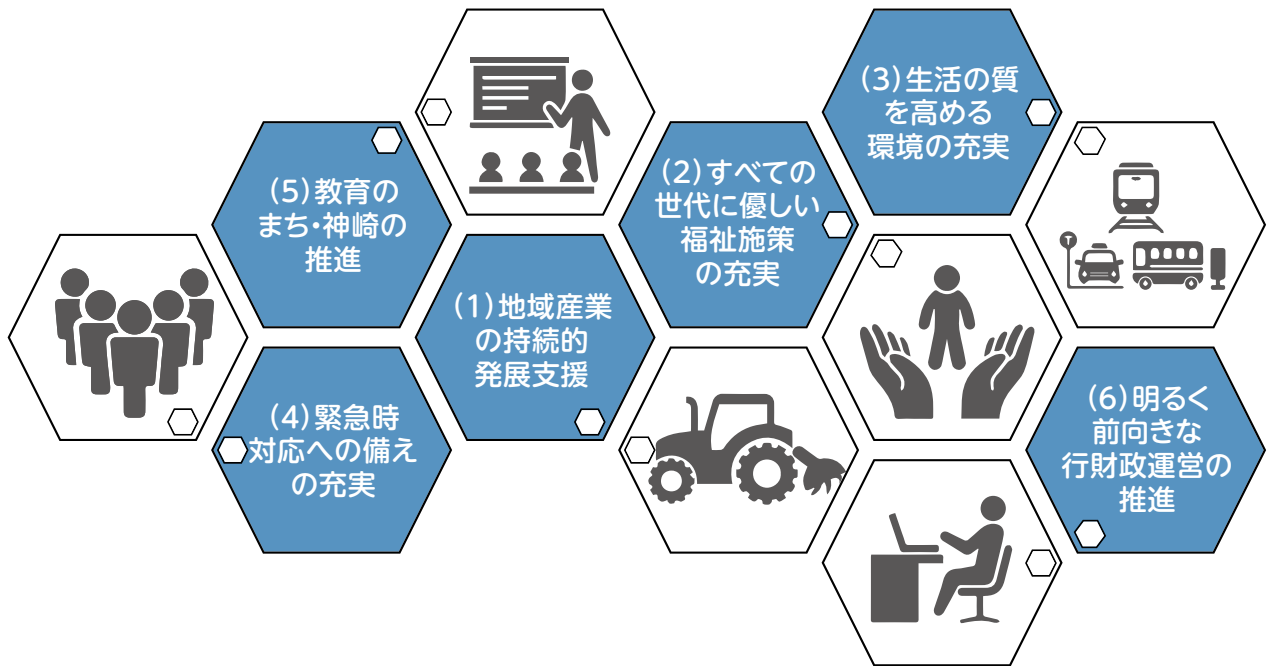 (1)地域産業
の持続的
発展支援
(2)すべての
世代に優しい
福祉施策
の充実
(3)生活の質
を高める
環境の充実
(4)緊急時
対応への備え
の充実
(5)教育の
まち・神崎の
推進
(6)明るく
前向きな
行財政運営の
推進
T